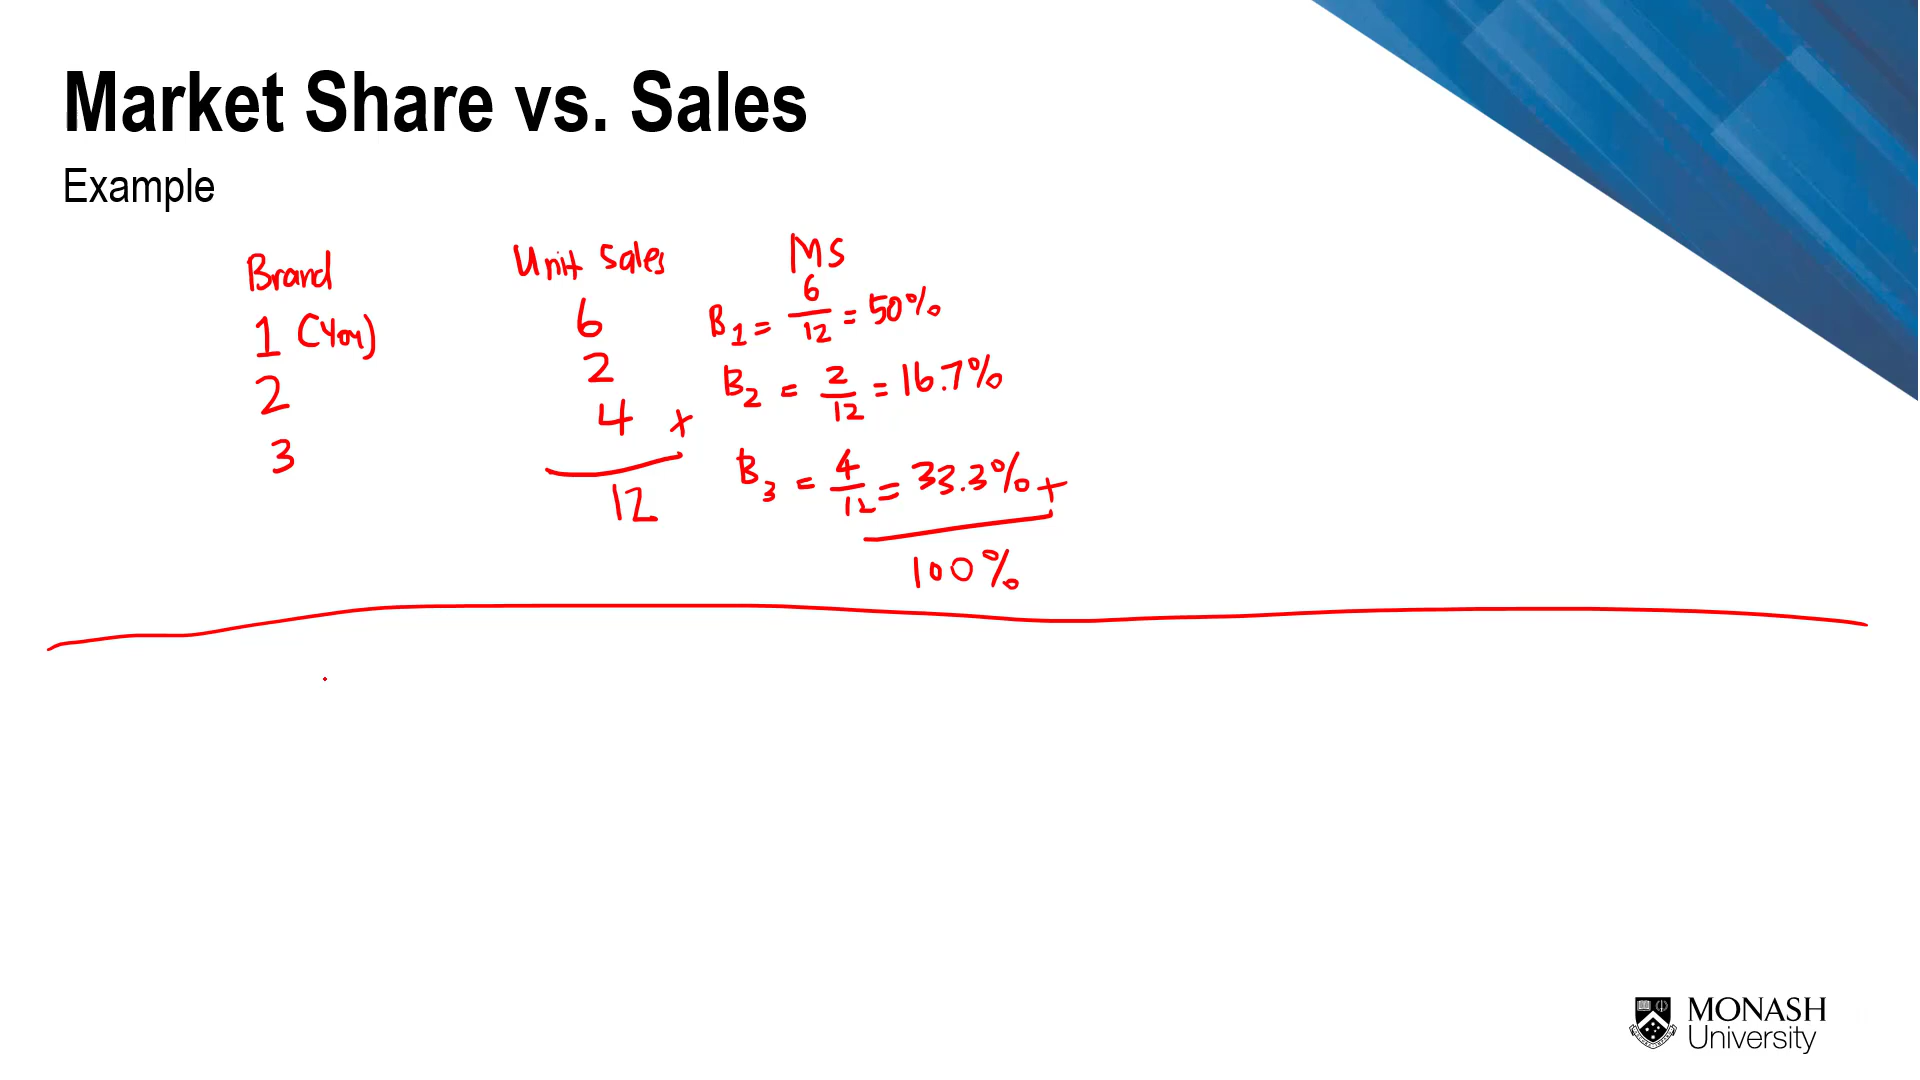 Market Share vs. Sales
Example
Brand Unit Sales MS
1 (You) 6 B1 = 6/12 = 50%
2 2 B2 = 2/12 = 16.7%
3 4 + B3 = 4/12 = 33.3% +
12 100%
MONASH
University